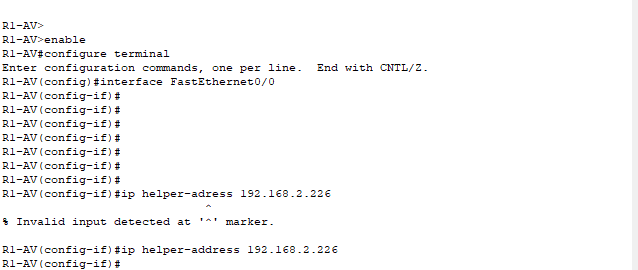 R1-AV>
R1-AV>enable
R1-AV#configure terminal
Enter configuration commands, one per line.  End with CNTL/Z.
R1-AV(config)#interface FastEthernet0/0
R1-AV(config-if)#
R1-AV(config-if)#
R1-AV(config-if)#
R1-AV(config-if)#
R1-AV(config-if)#
R1-AV(config-if)#
R1-AV(config-if)#
R1-AV(config-if)#ip helper-adress 192.168.2.226
^
% Invalid input detected at '^' marker.
R1-AV(config-if)#ip helper-address 192.168.2.226
R1-AV(config-if)#